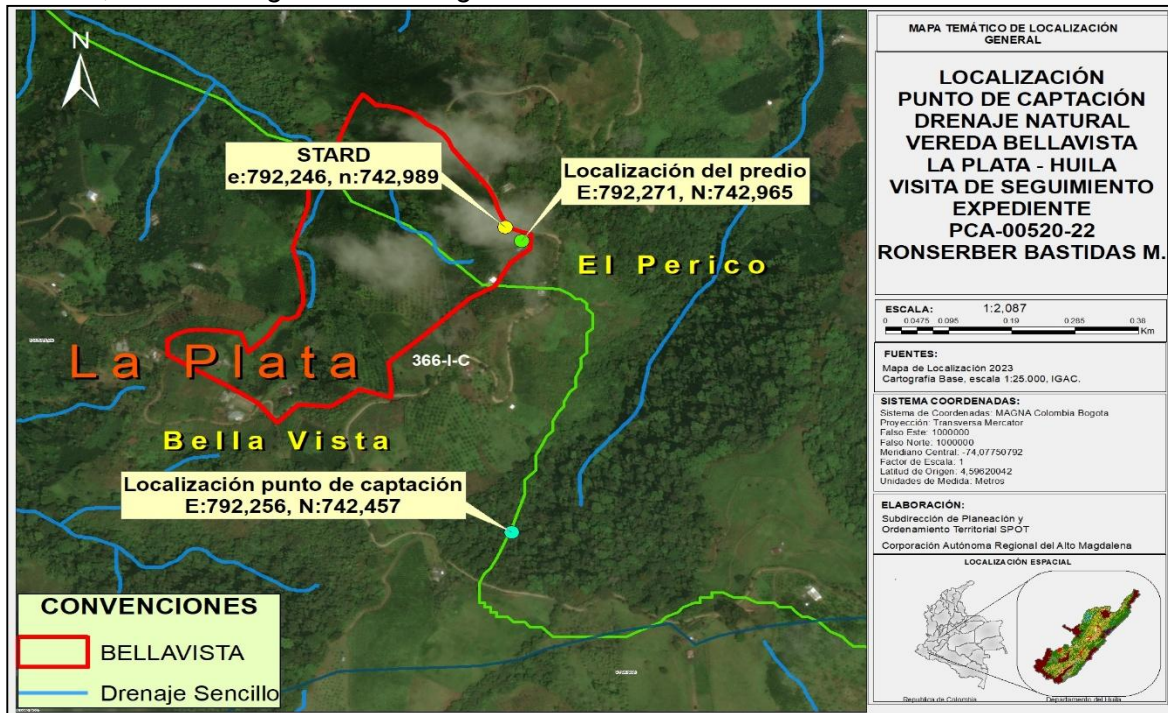 N
STARD
e:792,246, n:742,989
Localización del predio
E:792,271, N:742,965
El Perico
La Plata
366-I-C
Bella Vista
Localización punto de captación
E:792,256, N:742,457
CONVENCIONES
BELLAVISTA
Drenaje Sencillo
MAPA TEMÁTICO DE LOCALIZACIÓN
GENERAL
LOCALIZACIÓN
PUNTO DE CAPTACIÓN
DRENAJE NATURAL
VEREDA BELLAVISTA
LA PLATA - HUILA
VISITA DE SEGUIMIENTO
EXPEDIENTE
PCA-00520-22
RONSERBER BASTIDAS M.
ESCALA: 1:2,087
0 0.0475 0.095 0.19 0.285 0.38
Km
FUENTES:
Mapa de Localización 2023
Cartografía Base, escala 1:25.000, IGAC.
SISTEMA COORDENADAS:
Sistema de Coordenadas: MAGNA Colombia Bogota
Proyección: Transversa Mercator
Falso Este: 1000000
Falso Norte: 1000000
Meridiano Central: -74,07750792
Factor de Escala: 1
Latitud de Origen: 4,59620042
Unidades de Medida: Metros
ELABORACIÓN:
Subdirección de Planeación y
Ordenamiento Territorial SPOT
Corporación Autónoma Regional del Alto Magdalena
LOCALIZACIÓN ESPACIAL
Republica de Colombia
Departamento del Huila